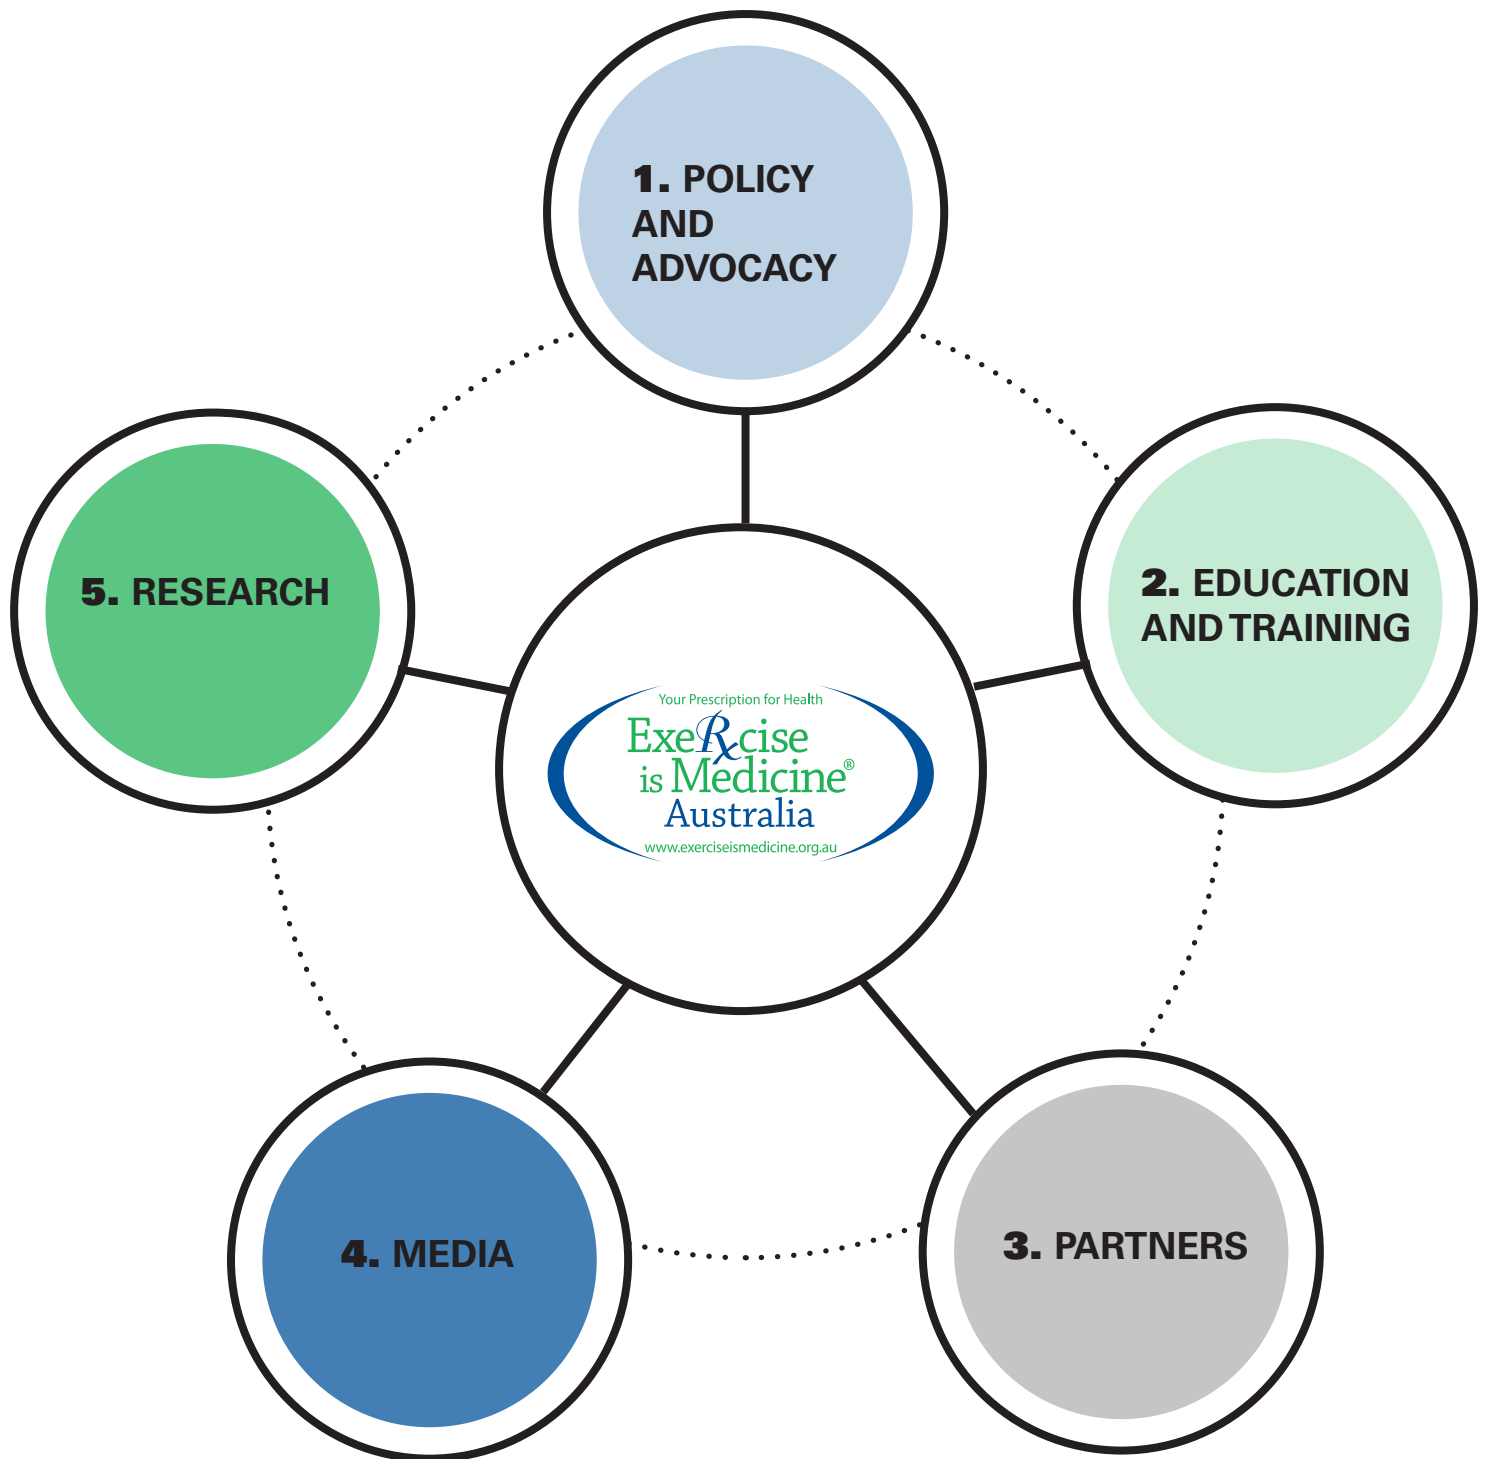 1. POLICY
AND
ADVOCACY
2. EDUCATION
AND TRAINING
3. PARTNERS
4. MEDIA
5. RESEARCH
Your Prescription for Health
ExeRxcise
is Medicine®
Australia
www.exerciseismedicine.org.au